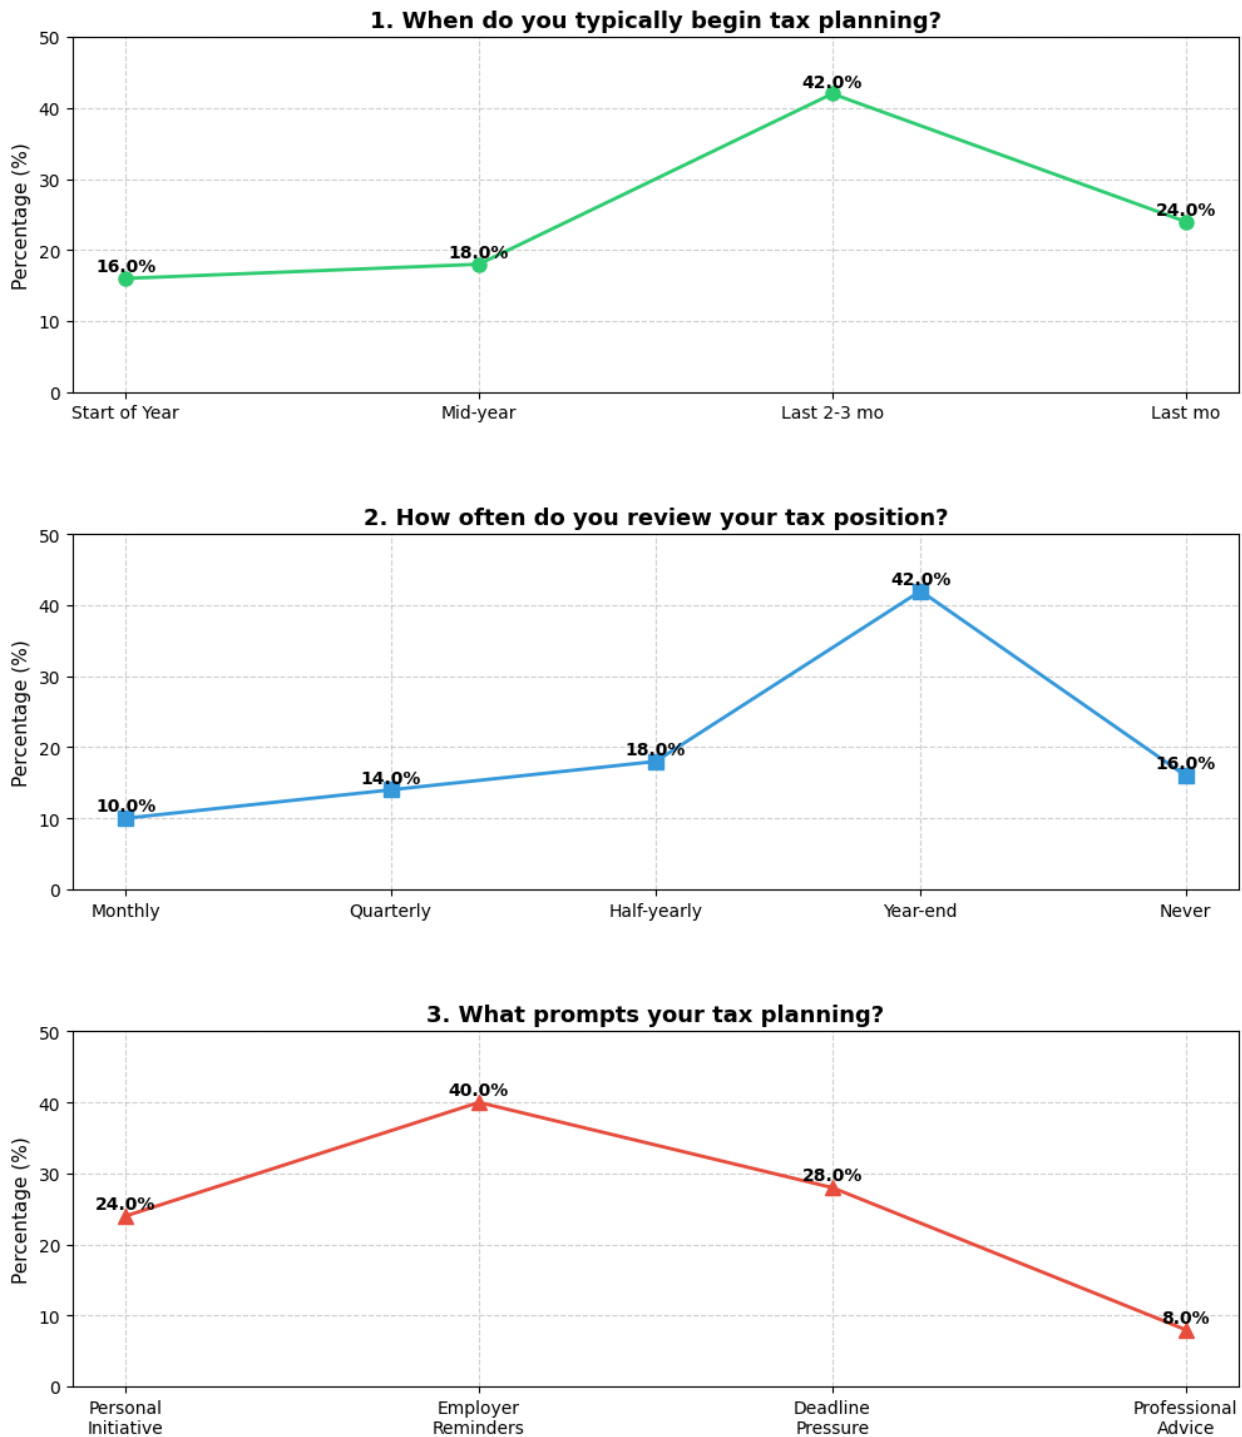 1. When do you typically begin tax planning?
50
40
30
20
10
0
Percentage (%)
16.0%
18.0%
42.0%
24.0%
Start of Year
Mid-year
Last 2-3 mo
Last mo
2. How often do you review your tax position?
50
40
30
20
10
0
Percentage (%)
10.0%
14.0%
18.0%
42.0%
16.0%
Monthly
Quarterly
Half-yearly
Year-end
Never
3. What prompts your tax planning?
50
40
30
20
10
0
Percentage (%)
24.0%
40.0%
28.0%
8.0%
Personal
Initiative
Employer
Reminders
Deadline
Pressure
Professional
Advice